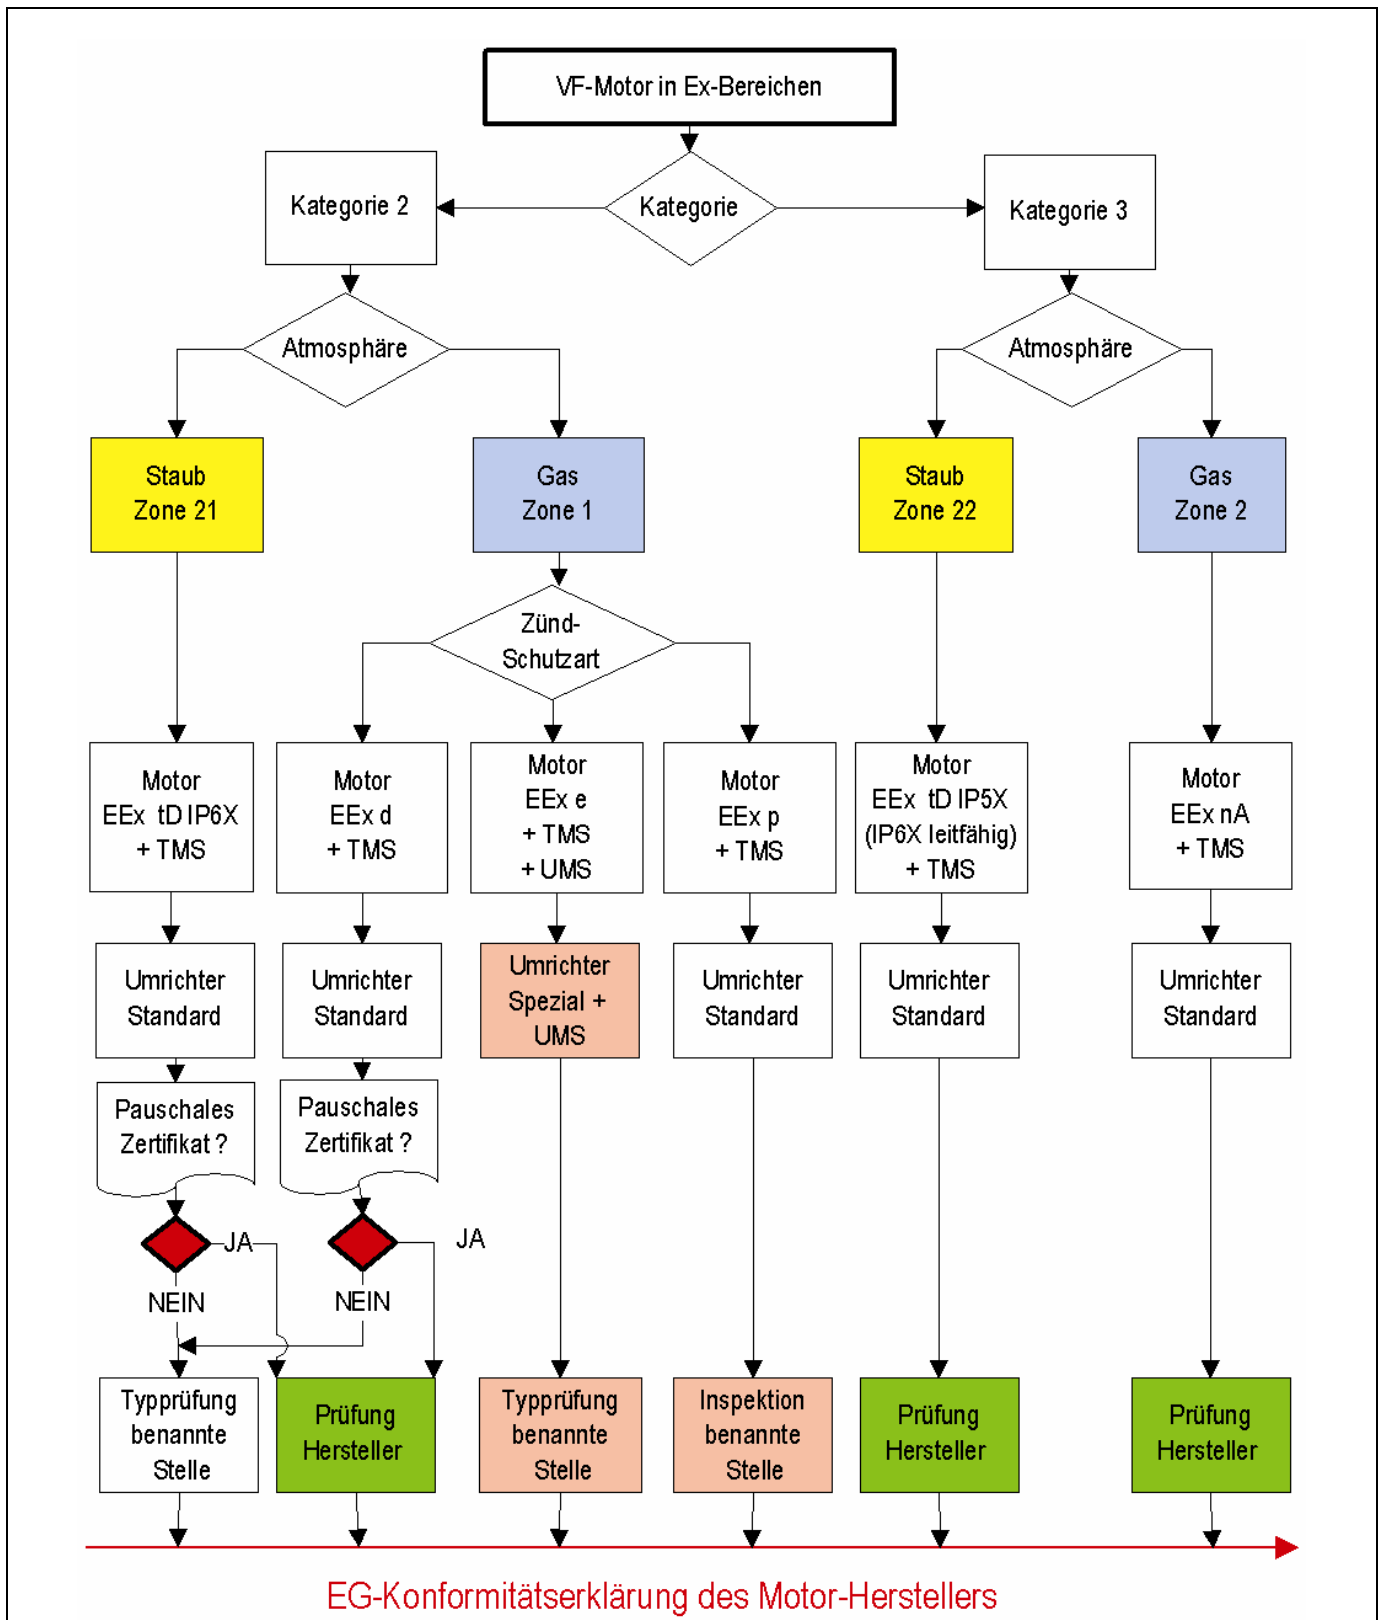 VF-Motor in Ex-Bereichen
Kategorie 2
Kategorie
Kategorie 3
Atmosphäre
Atmosphäre
Staub
Zone 21
Gas
Zone 1
Staub
Zone 22
Gas
Zone 2
Zünd-
Schutzart
Motor
EEx tD IP6X
+ TMS
Motor
EEx d
+ TMS
Motor
EEx e
+ TMS
+ UMS
Motor
EEx p
+ TMS
Motor
EEx tD IP5X
(IP6X leitfähig)
+ TMS
Motor
EEx nA
+ TMS
Umrichter
Standard
Umrichter
Standard
Umrichter
Spezial +
UMS
Umrichter
Standard
Umrichter
Standard
Umrichter
Standard
Pauschales
Zertifikat ?
Pauschales
Zertifikat ?
JA
JA
NEIN
NEIN
Typprüfung
benannte
Stelle
Prüfung
Hersteller
Typprüfung
benannte
Stelle
Inspektion
benannte
Stelle
Prüfung
Hersteller
Prüfung
Hersteller
EG-Konformitätserklärung des Motor-Herstellers